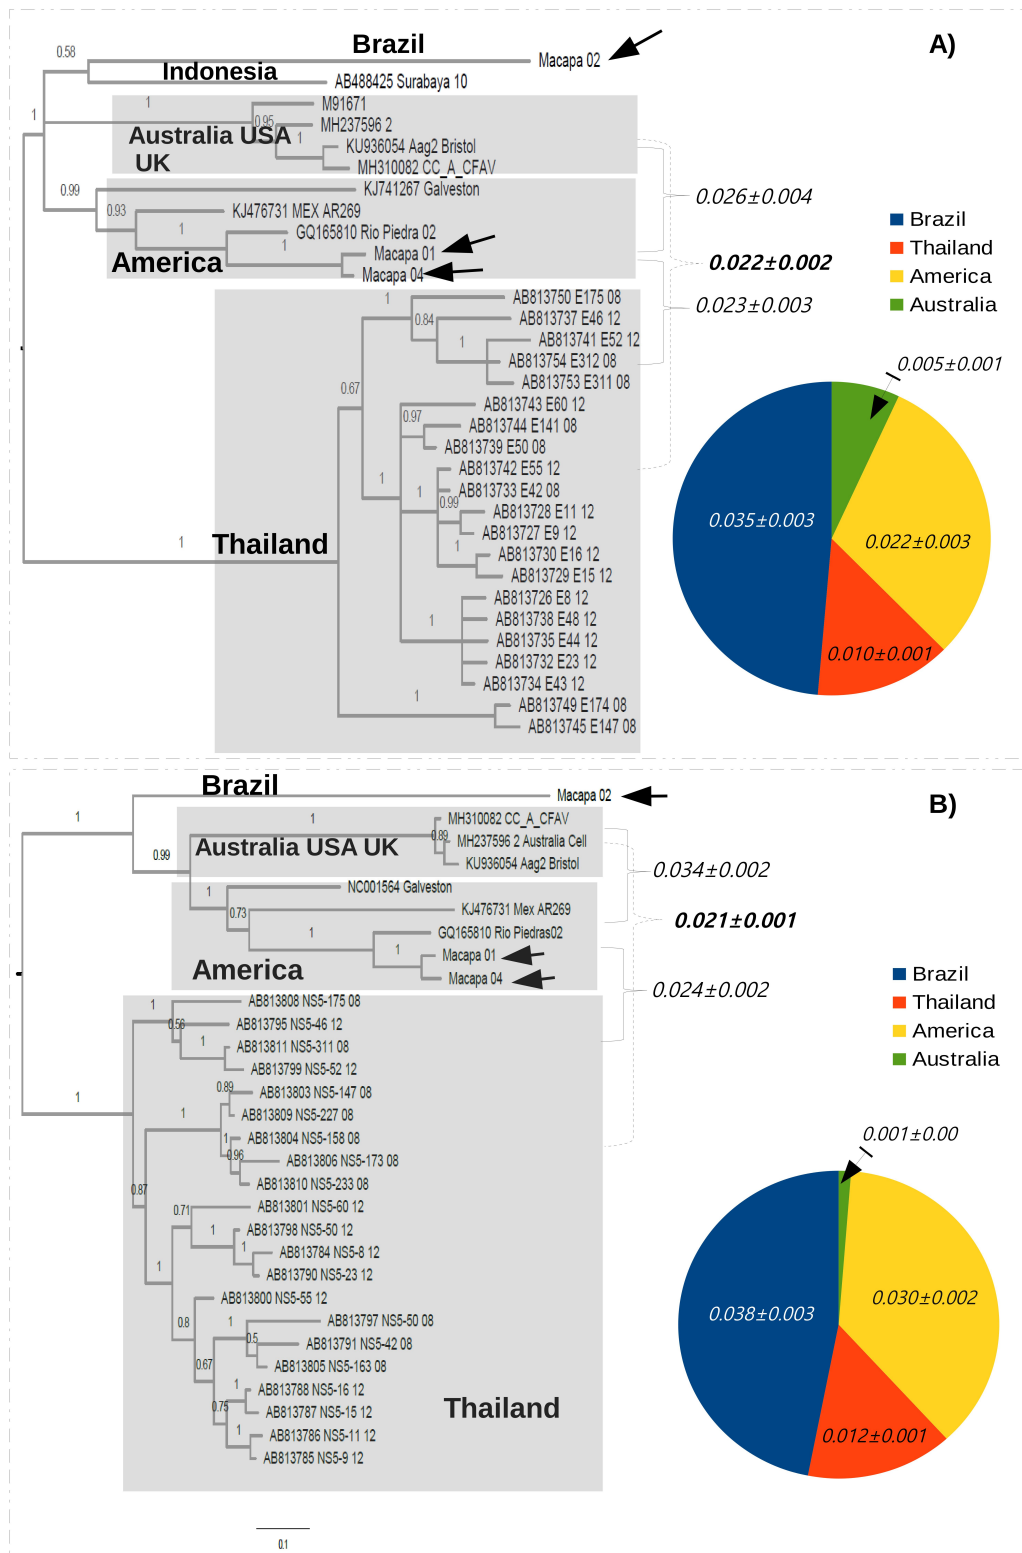 Brazil
A)
0.58
Macapa 02
Indonesia
AB488425 Surabaya 10
1
M91671
1
0.95
MH237596 2
Australia USA
1
UK
KU936054 Aag2 Bristol
MH310082 CC_A_CFAV
0.99
KJ741267 Galveston
0.026±0.004
0.93
KJ476731 MEX AR269
1
GQ165810 Rio Piedra 02
1
Macapa 01
America
Macapa 04
0.022±0.002
0.023±0.003
Brazil
Thailand
America
Australia
1
AB813750 E175 08
0.84
AB813737 E46 12
1
AB813741 E52 12
AB813754 E312 08
0.67
AB813753 E311 08
AB813743 E60 12
0.97
AB813744 E141 08
AB813739 E50 08
1
AB813742 E55 12
1
AB813733 E42 08
0.99
AB813728 E11 12
AB813727 E9 12
1
Thailand
1
AB813730 E16 12
AB813729 E15 12
AB813726 E8 12
1
AB813738 E48 12
AB813735 E44 12
AB813732 E23 12
AB813734 E43 12
1
AB813749 E174 08
AB813745 E147 08
0.005±0.001
0.035±0.003
0.022±0.003
0.010±0.001
Brazil
B)
Macapa 02
1
1
MH310082 CC_A_CFAV
0.89
MH237596 2 Australia Cell
0.99
Australia USA UK
KU936054 Aag2 Bristol
0.034±0.002
1
NC001564 Galveston
0.73
KJ476731 Mex AR269
0.021±0.001
1
GQ165810 Rio Piedras02
1
Macapa 01
America
Macapa 04
0.024±0.002
Brazil
Thailand
America
Australia
1
AB813808 NS5-175 08
0.56
AB813795 NS5-46 12
1
AB813811 NS5-311 08
AB813799 NS5-52 12
0.89
AB813803 NS5-147 08
1
1
AB813809 NS5-227 08
1
AB813804 NS5-158 08
0.96
AB813806 NS5-173 08
AB813810 NS5-233 08
0.87
0.71
AB813801 NS5-60 12
1
AB813798 NS5-50 12
1
AB813784 NS5-8 12
1
AB813790 NS5-23 12
AB813800 NS5-55 12
0.8
1
AB813797 NS5-50 08
0.5
AB813791 NS5-42 08
0.67
AB813805 NS5-163 08
1
AB813788 NS5-16 12
0.75
AB813787 NS5-15 12
1
AB813786 NS5-11 12
AB813785 NS5-9 12
Thailand
0.001±0.00
0.038±0.003
0.030±0.002
0.012±0.001
0.1